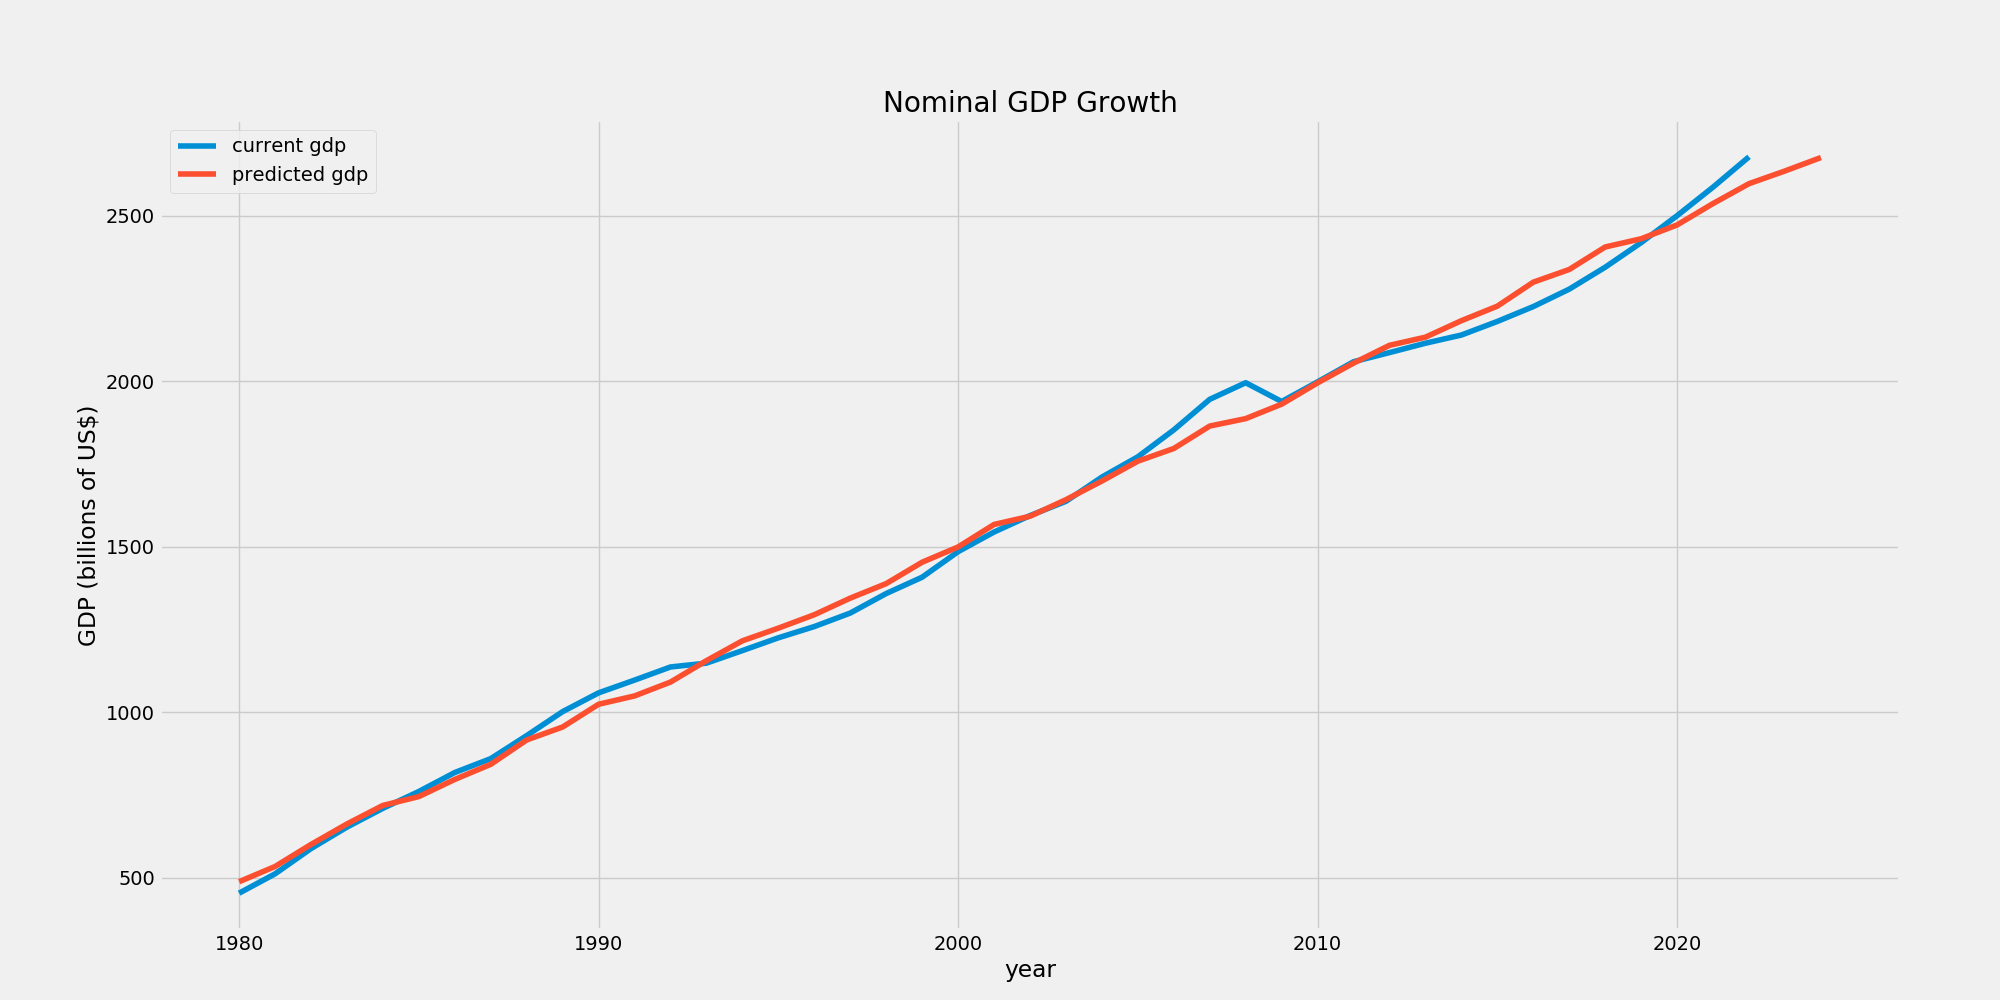 Nominal GDP Growth
current gdp
predicted gdp
GDP (billions of US$)
2500
2000
1500
1000
500
1980
1990
2000
2010
2020
year